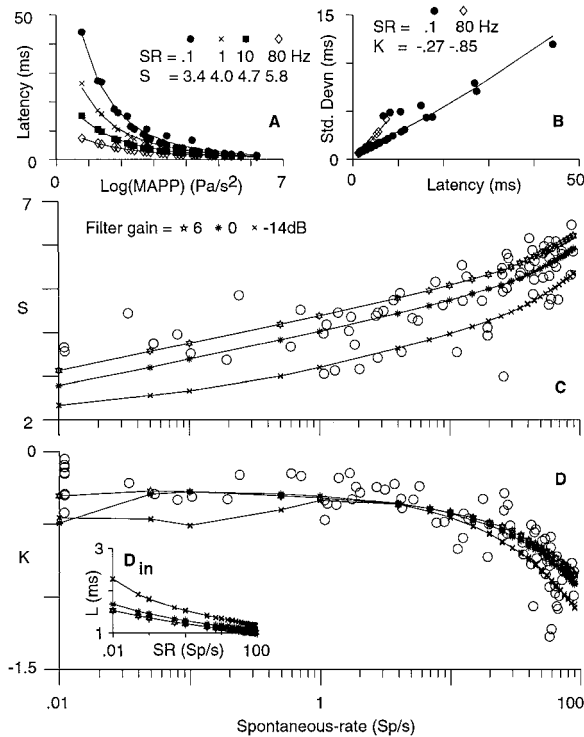 50
Latency (ms)
0
SR = .1 1 10 80 Hz
S = 3.4 4.0 4.7 5.8
A
0
Log(MAPP) (Pa/s²)
7
15
Std. Devn (ms)
0
SR = .1 80 Hz
K = -.27 -.85
B
0
Latency (ms)
50
7
Filter gain = 6 0 -14dB
S
C
2
0
D
K
3
L (ms)
1
D in
.01 SR (Sp/s) 100
-1.5
.01 .1 1 10 100
Spontaneous-rate (Sp/s)